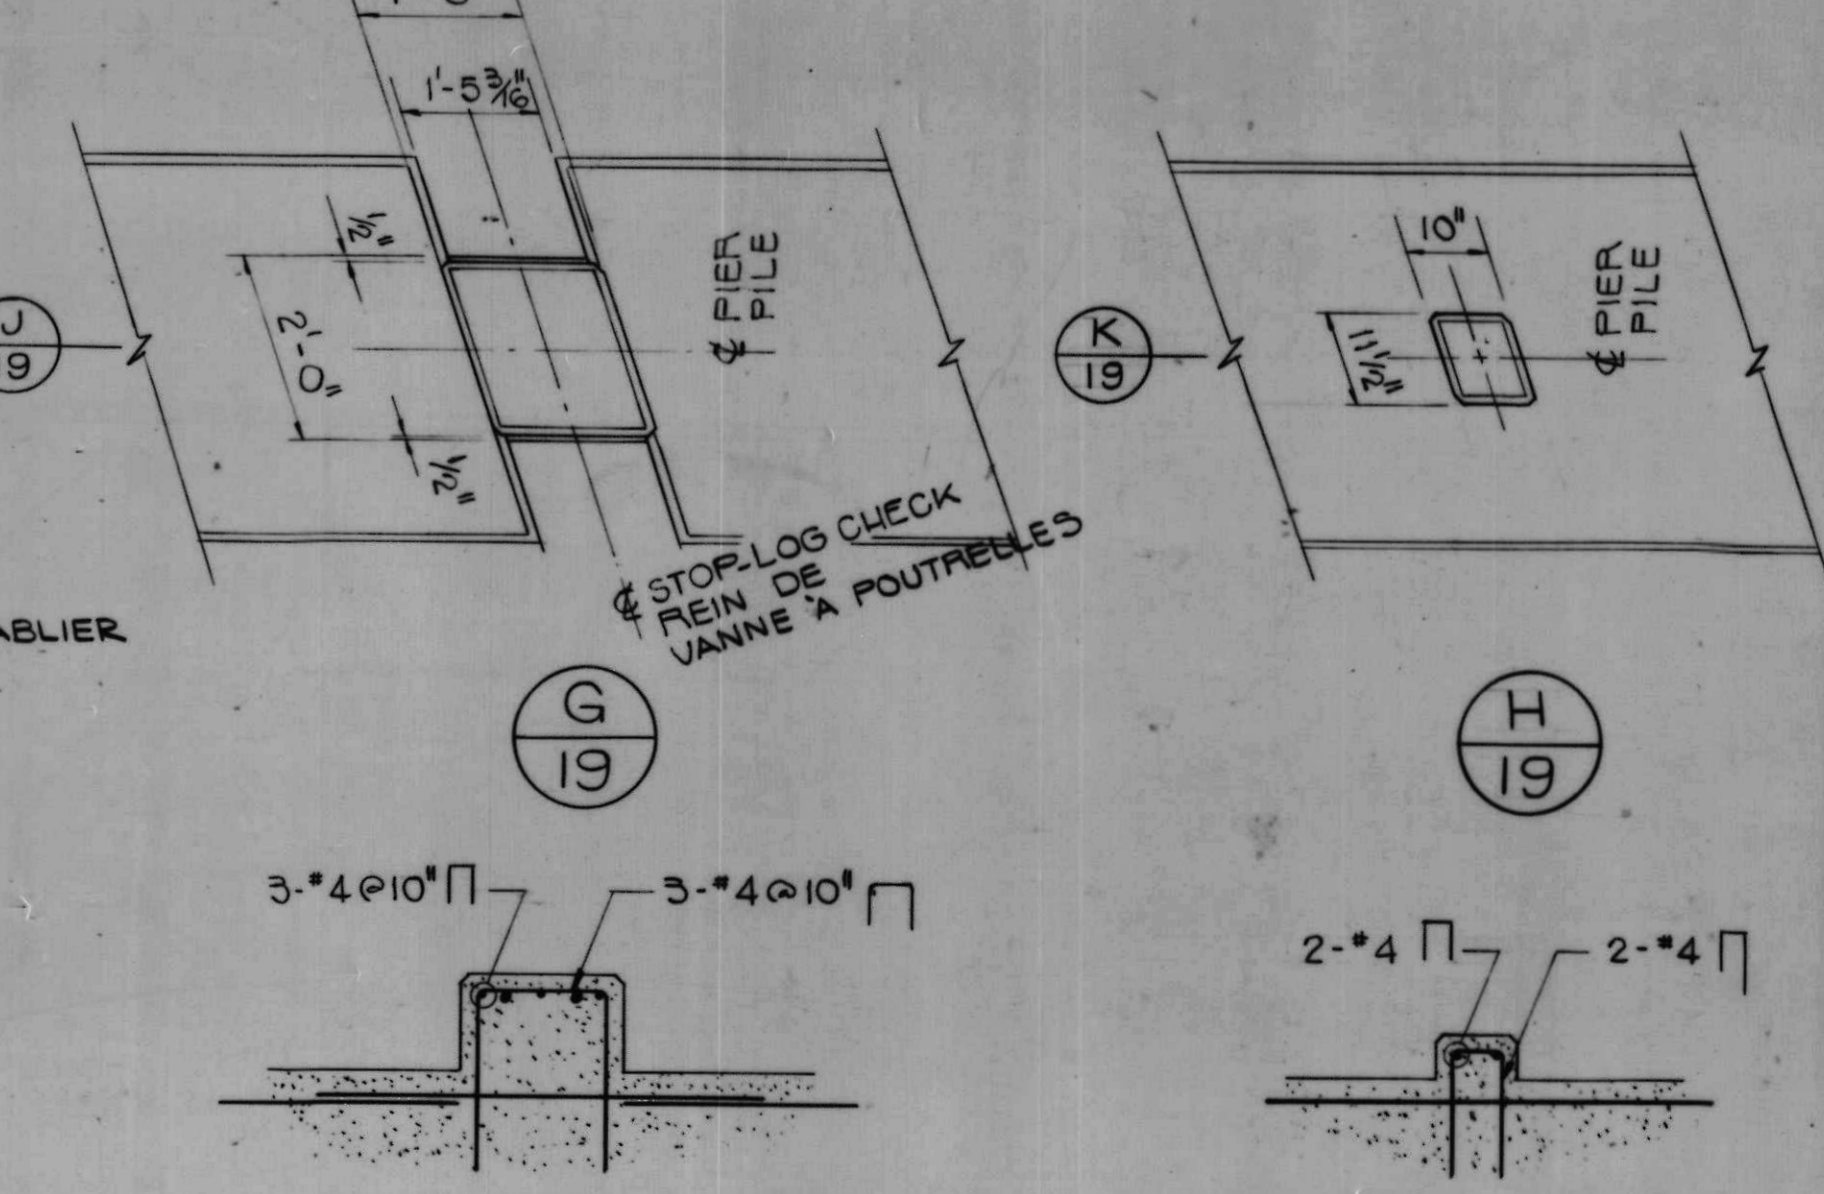 1'-5 3/16"
1/2"
2'-0"
1/2"
℄ PIER
PILE
J
19
℄ STOP-LOG CHECK
REIN DE
VANNE À POUTRELLES
10"
11 1/2"
℄ PIER
PILE
K
19
G
19
H
19
3-#4@10"
3-#4@10"
2-#4
2-#4